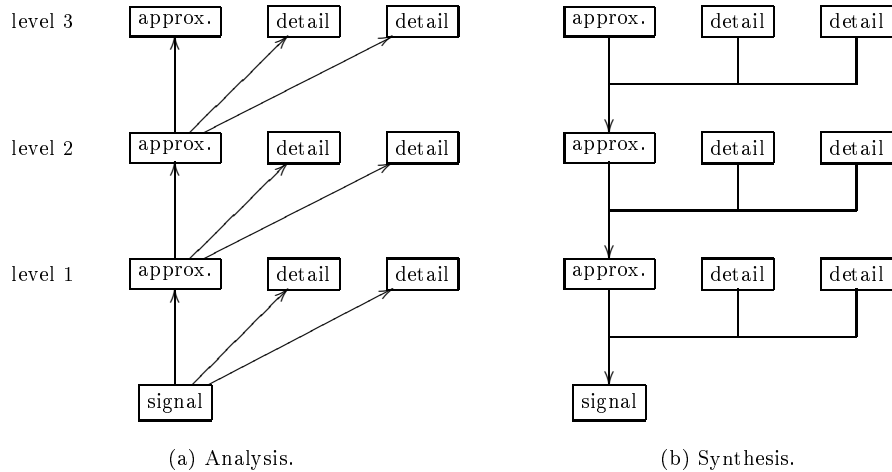 level 3 approx. detail detail approx. detail detail
level 2 approx. detail detail approx. detail detail
level 1 approx. detail detail approx. detail detail
signal signal
(a) Analysis. (b) Synthesis.